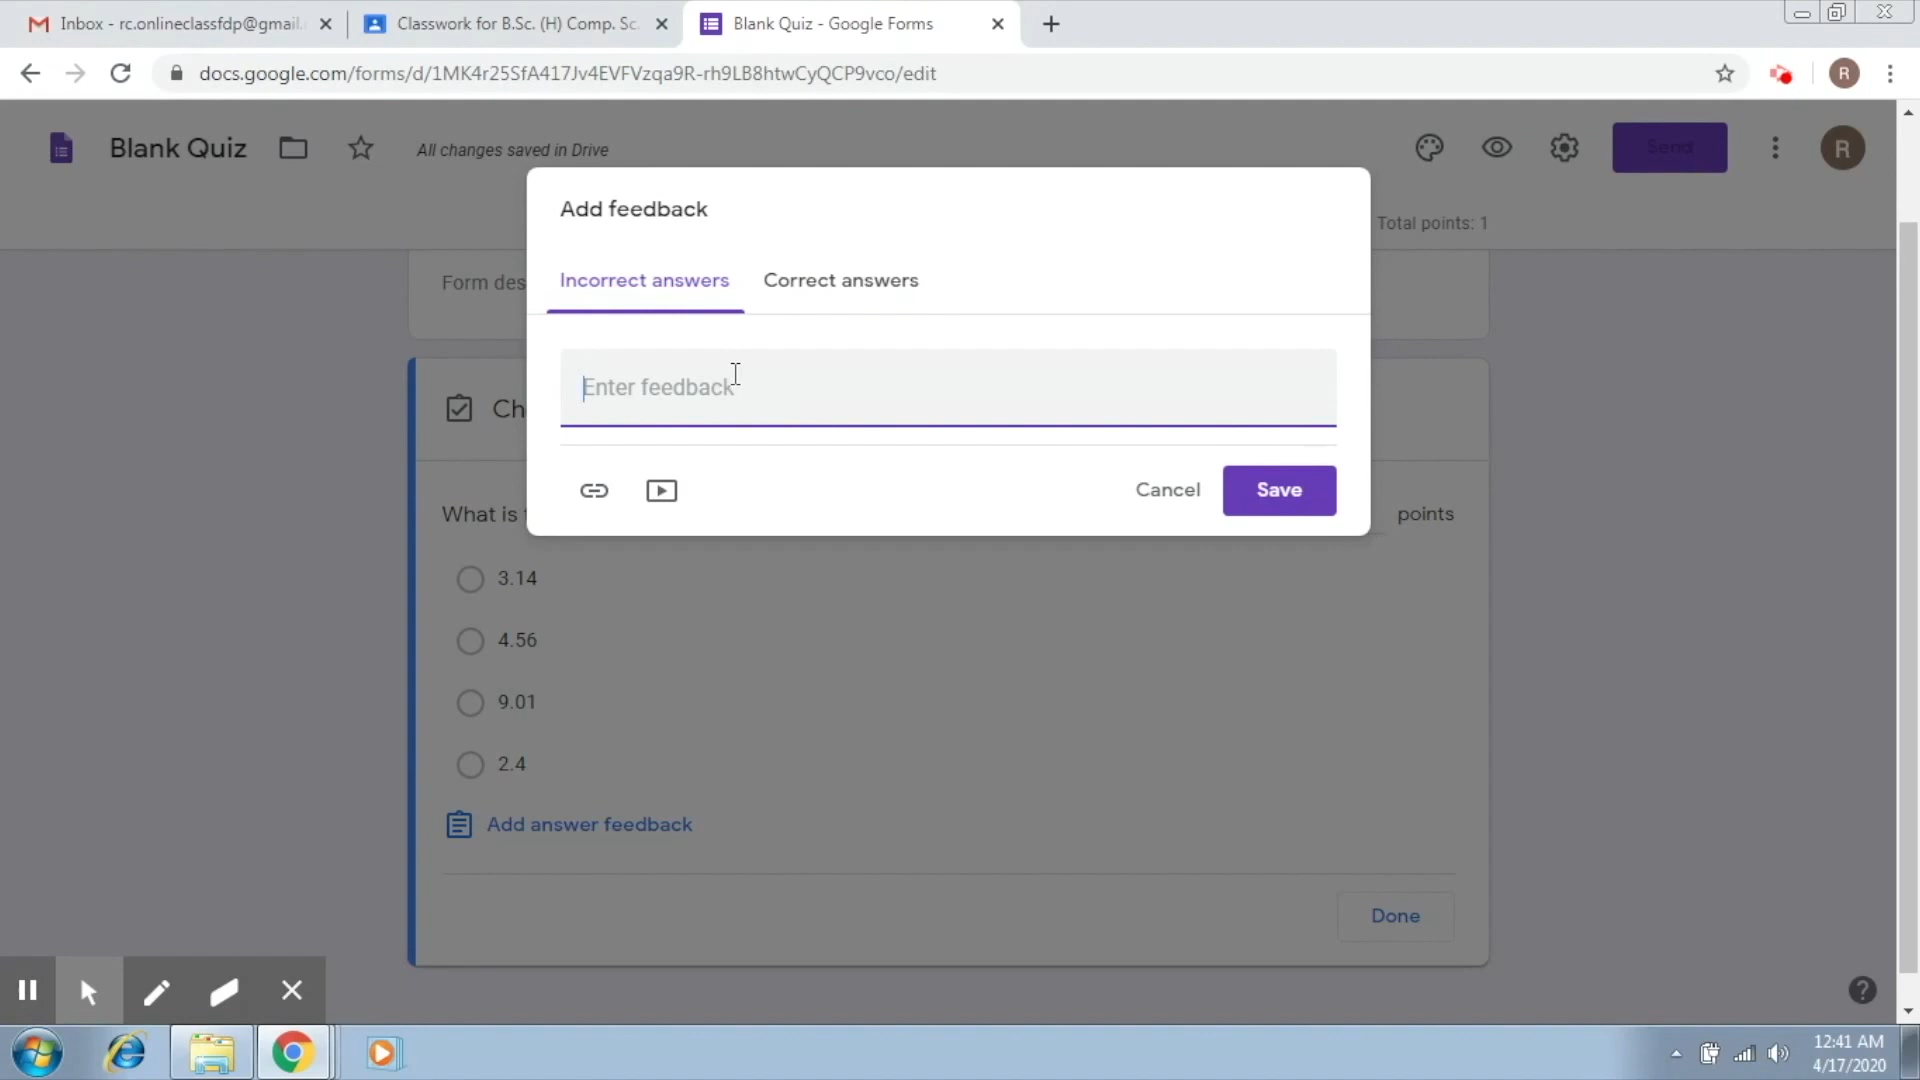 Inbox - rc.onlineclassfdp@gmail.
Classwork for B.Sc. (H) Comp. Sc.
Blank Quiz - Google Forms
docs.google.com/forms/d/1MK4r25SfA417Jv4EVFVzqa9R-rh9LB8htwCyQCP9vco/edit
R
Blank Quiz
All changes saved in Drive
Send
R
Total points: 1
Add feedback
Incorrect answers
Correct answers
Form des
Enter feedback
Ch
Cancel
Save
What is
points
3.14
4.56
9.01
2.4
Add answer feedback
Done
12:41 AM
4/17/2020